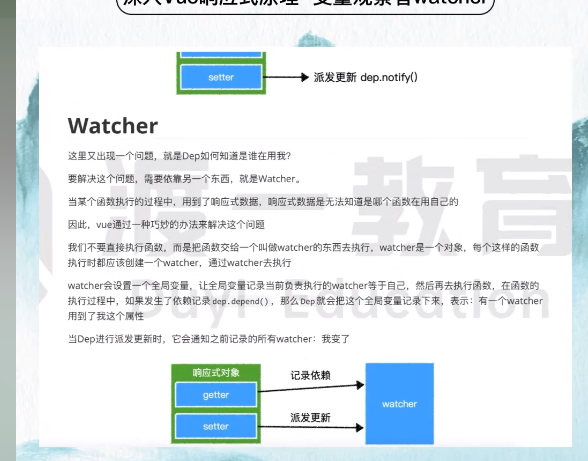 深入Vue响应式原理-变量观察者watcher
setter
派发更新 dep.notify()
Watcher
这里又出现一个问题，就是Dep如何知道是谁在用我？
要解决这个问题，需要依靠另一个东西，就是Watcher。
当某个函数执行的过程中，用到了响应式数据，响应式数据是无法知道是哪个函数在用自己的
因此，vue通过一种巧妙的办法来解决这个问题
我们不要直接执行函数，而是把函数交给一个叫做watcher的东西去执行，watcher是一个对象，每个这样的函数
执行时都应该创建一个watcher，通过watcher去执行
watcher会设置一个全局变量，让全局变量记录当前负责执行的watcher等于自己，然后再去执行函数，在函数的
执行过程中，如果发生了依赖记录dep.depend()，那么Dep就会把这个全局变量记录下来，表示：有一个watcher
用到了我这个属性
当Dep进行派发更新时，它会通知之前记录的所有watcher：我变了
渡一教育
Duyi Education
响应式对象
记录依赖
getter
watcher
派发更新
setter